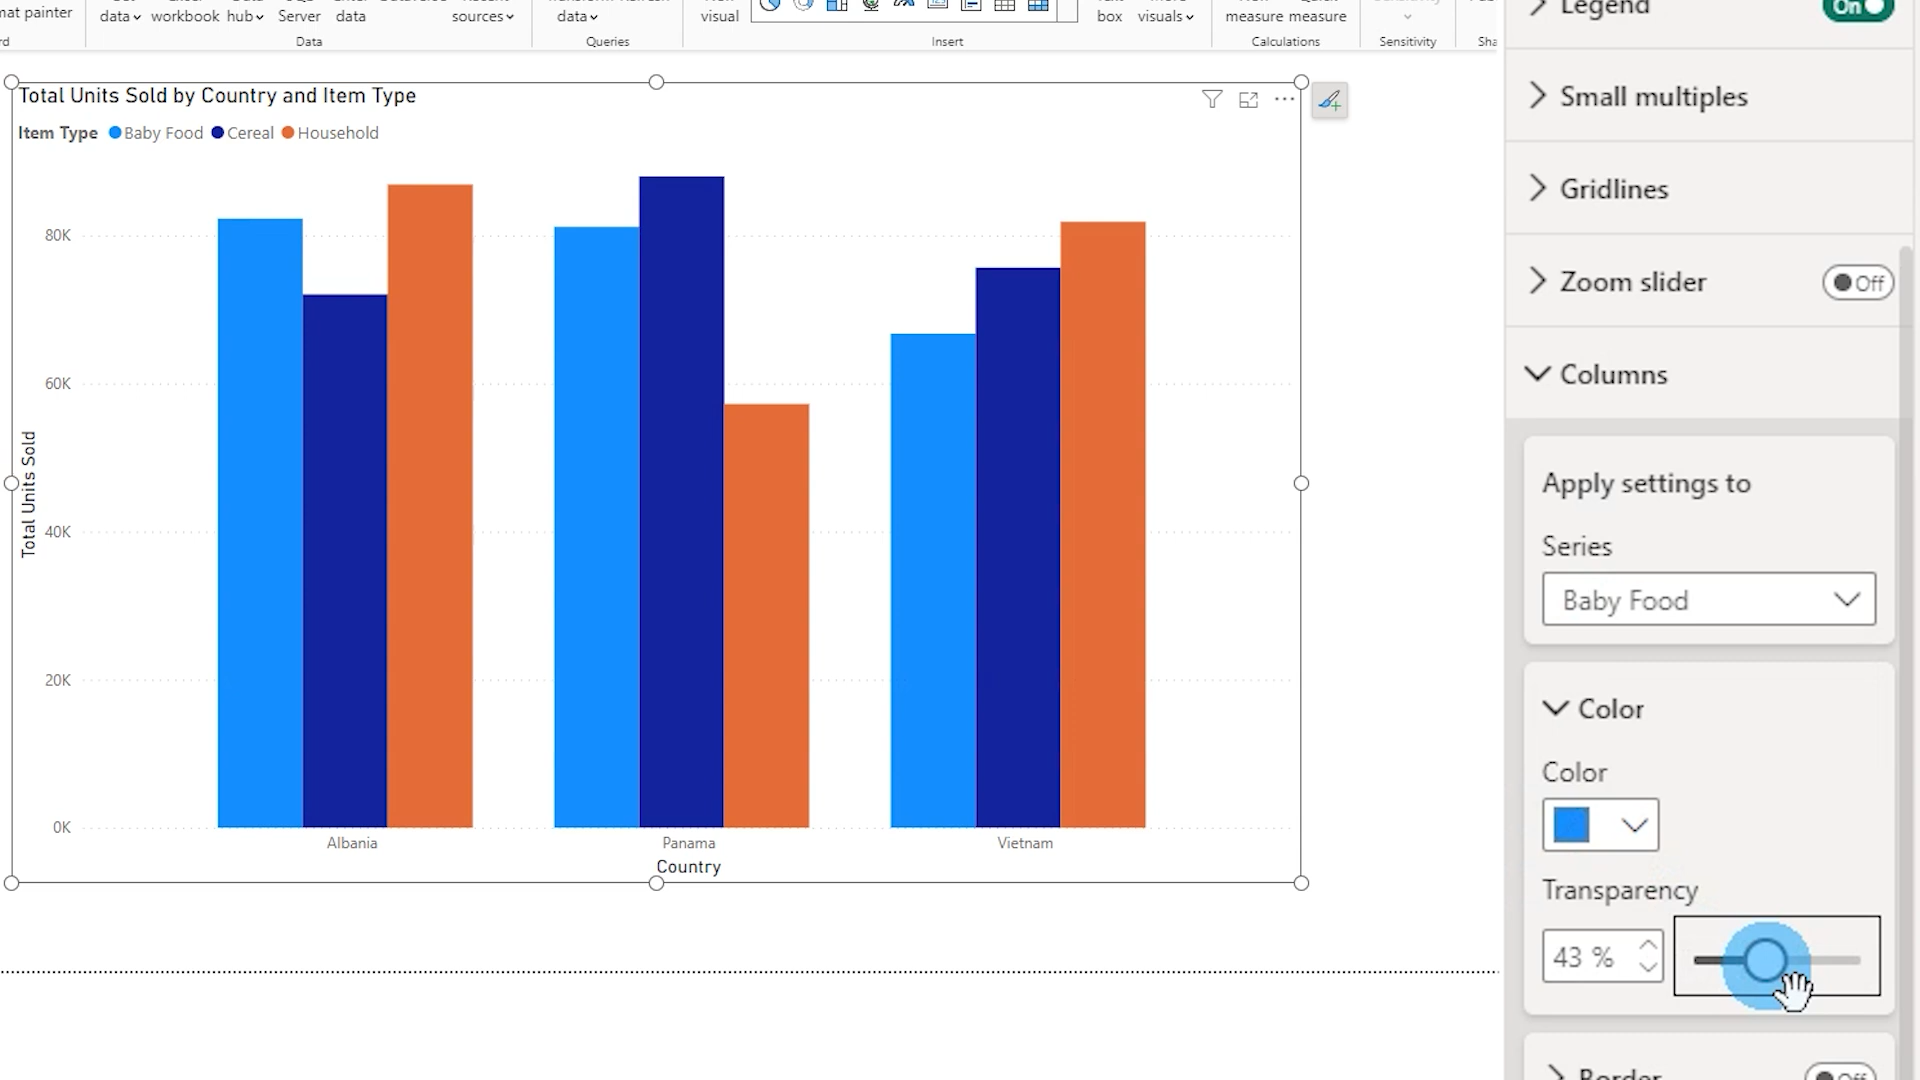 mat painter
data
workbook
hub
Server
data
sources
data
visual
box
visuals
measure
measure
Data
Queries
Insert
Calculations
Sensitivity
Total Units Sold by Country and Item Type
Item Type Baby Food Cereal Household
80K
60K
40K
20K
0K
Total Units Sold
Albania Panama Vietnam
Country
Legend On
Small multiples
Gridlines
Zoom slider Off
Columns
Apply settings to
Series
Baby Food
Color
Color
Transparency
43 %
Border Off